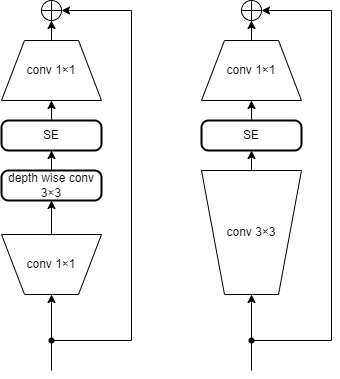 conv 1×1
SE
depth wise conv
3×3
conv 1×1
conv 1×1
SE
conv 3×3